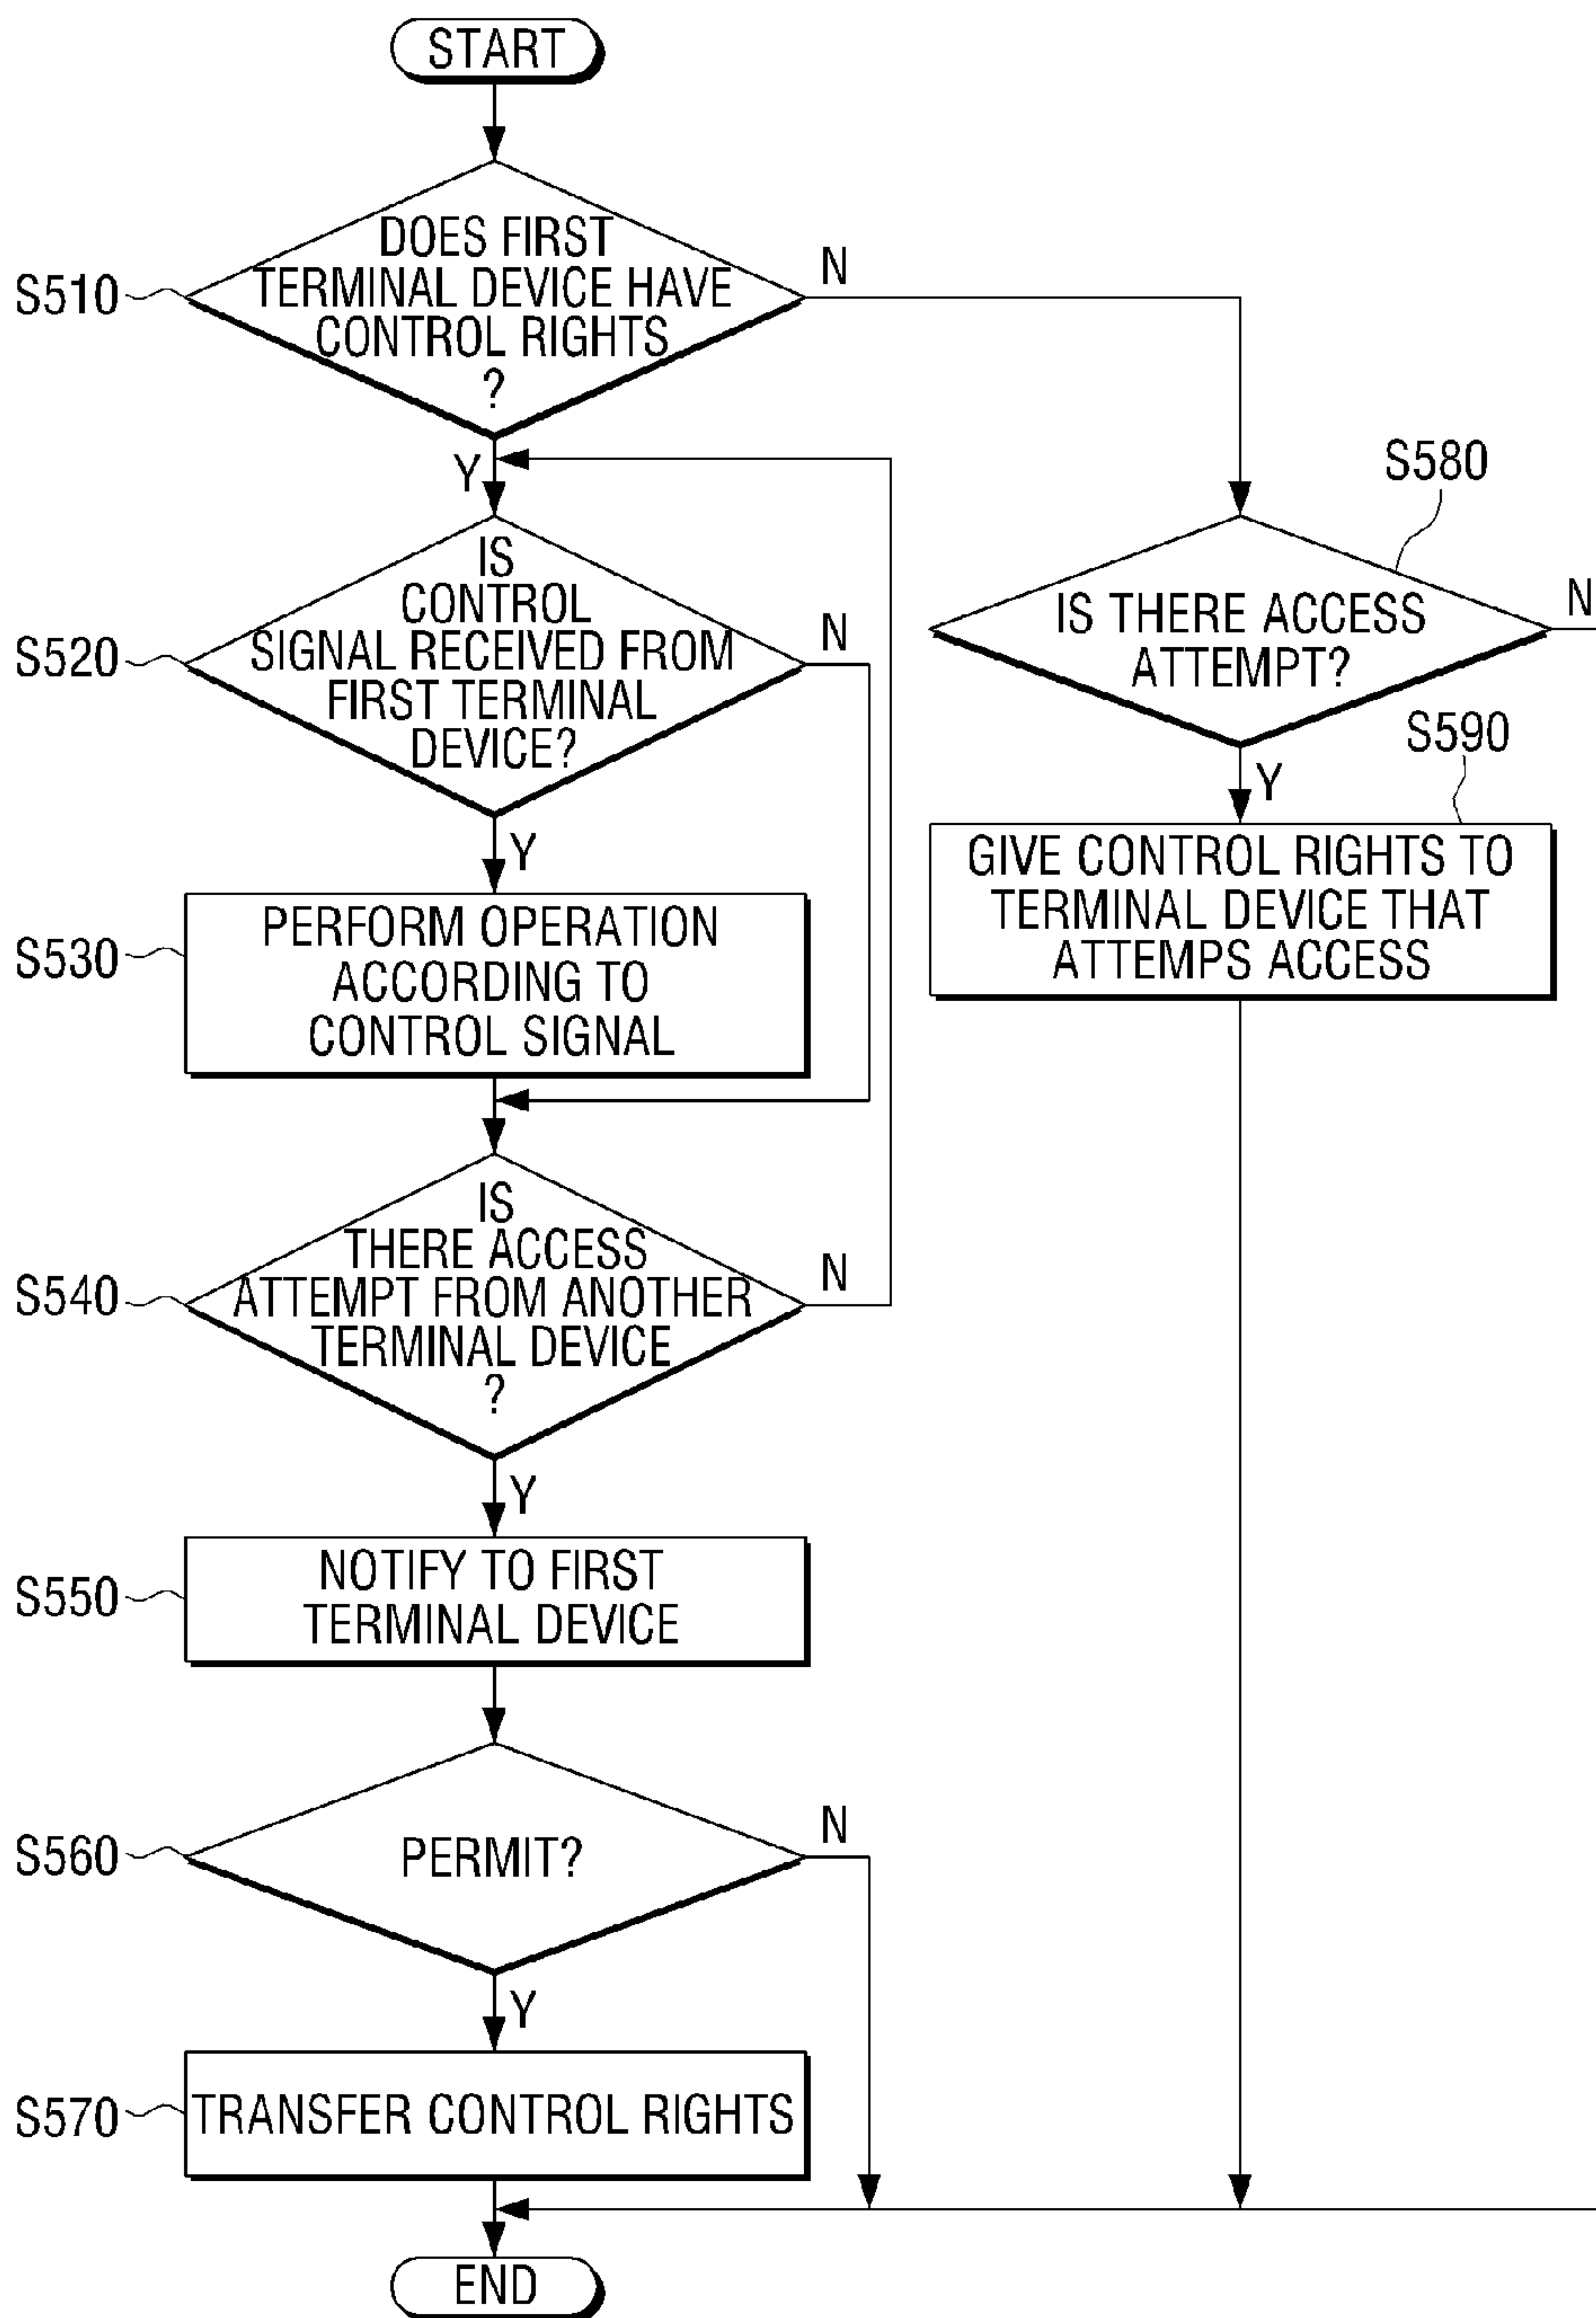 START
S510
DOES FIRST
TERMINAL DEVICE HAVE
CONTROL RIGHTS
?
N
Y
S520
IS
CONTROL
SIGNAL RECEIVED FROM
FIRST TERMINAL
DEVICE?
N
Y
S530
PERFORM OPERATION
ACCORDING TO
CONTROL SIGNAL
S540
IS
THERE ACCESS
ATTEMPT FROM ANOTHER
TERMINAL DEVICE
?
N
Y
S550
NOTIFY TO FIRST
TERMINAL DEVICE
S560
PERMIT?
N
Y
S570
TRANSFER CONTROL RIGHTS
S580
IS THERE ACCESS
ATTEMPT?
N
Y
S590
GIVE CONTROL RIGHTS TO
TERMINAL DEVICE THAT
ATTEMPS ACCESS
END